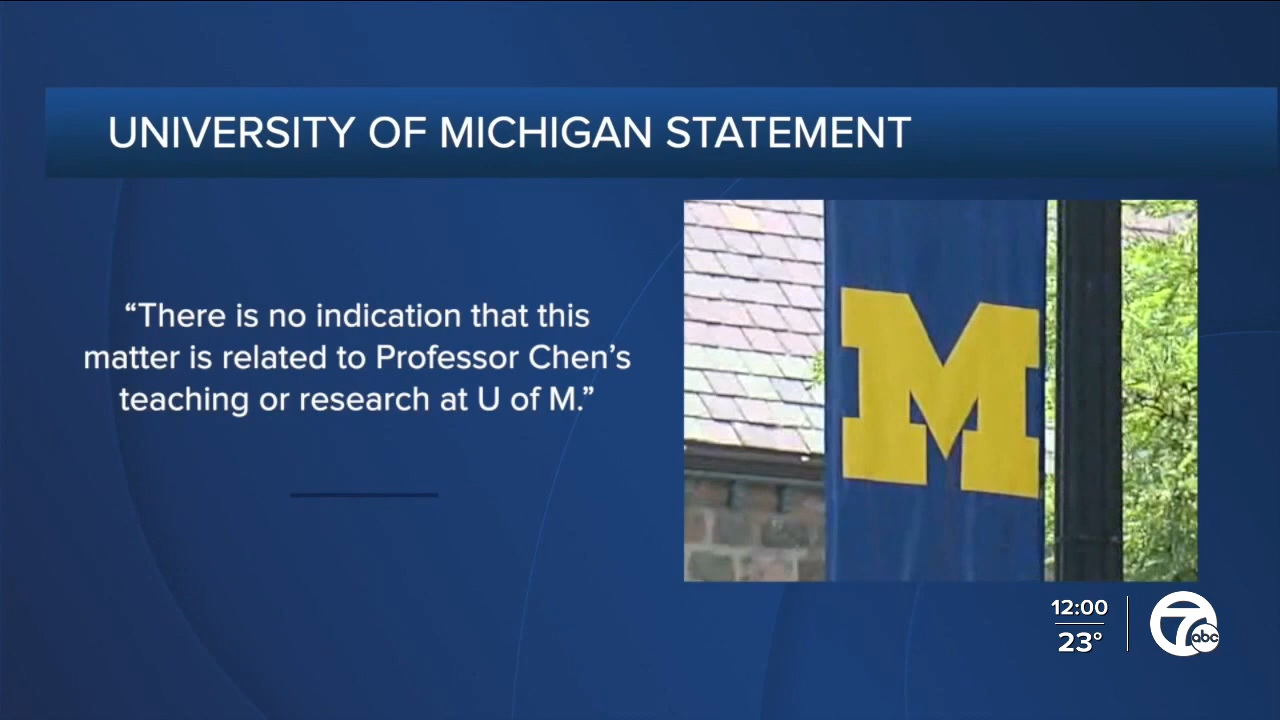 UNIVERSITY OF MICHIGAN STATEMENT
“There is no indication that this
matter is related to Professor Chen’s
teaching or research at U of M.”
M
12:00
23°
7
abc